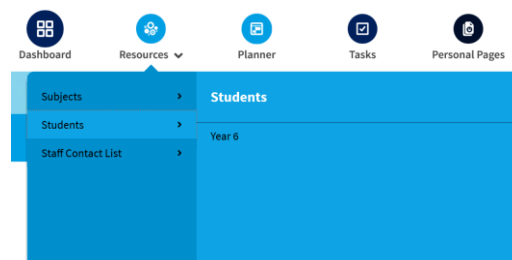 Dashboard
Resources
Planner
Tasks
Personal Pages
Subjects
Students
Staff Contact List
Students
Year 6